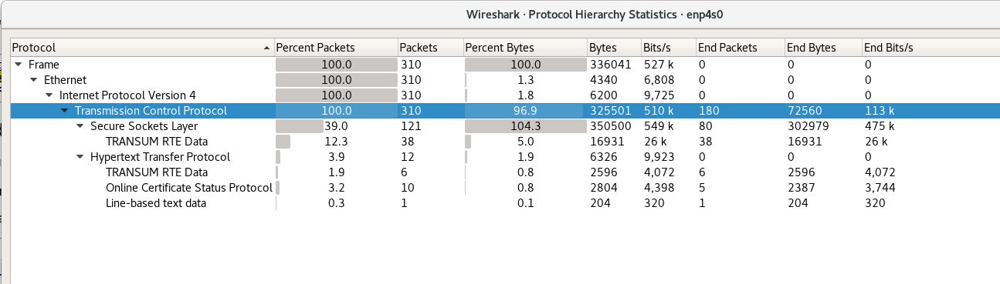 Wireshark · Protocol Hierarchy Statistics · enp4s0
Protocol Percent Packets Packets Percent Bytes Bytes Bits/s End Packets End Bytes End Bits/s
Frame 100.0 310 100.0 336041 527 k 0 0 0
Ethernet 100.0 310 1.3 4340 6,808 0 0 0
Internet Protocol Version 4 100.0 310 1.8 6200 9,725 0 0 0
Transmission Control Protocol 100.0 310 96.9 325501 510 k 180 72560 113 k
Secure Sockets Layer 39.0 121 104.3 350500 549 k 80 302979 475 k
TRANSUM RTE Data 12.3 38 5.0 16931 26 k 38 16931 26 k
Hypertext Transfer Protocol 3.9 12 1.9 6326 9,923 0 0 0
TRANSUM RTE Data 1.9 6 0.8 2596 4,072 6 2596 4,072
Online Certificate Status Protocol 3.2 10 0.8 2804 4,398 5 2387 3,744
Line-based text data 0.3 1 0.1 204 320 1 204 320